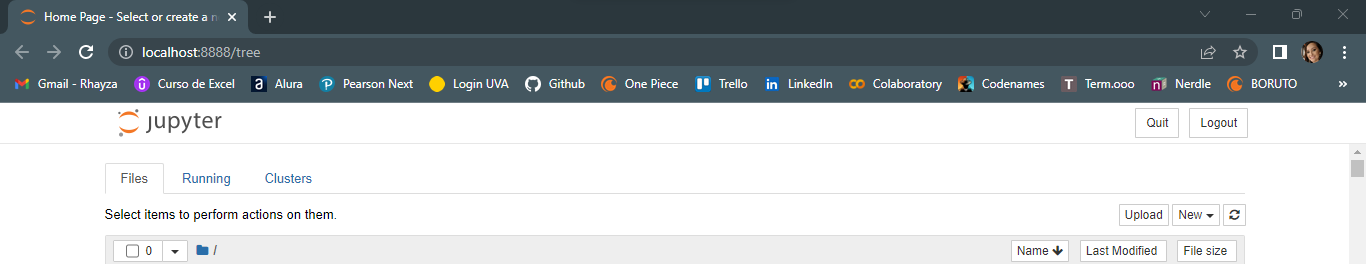 Home Page - Select or create a n
localhost:8888/tree
Gmail - Rhayza Curso de Excel Alura Pearson Next Login UVA Github One Piece Trello LinkedIn Colaboratory Codenames Term.ooo Nerdle BORUTO »
jupyter Quit Logout
Files Running Clusters
Select items to perform actions on them. Upload New
0 / Name Last Modified File size